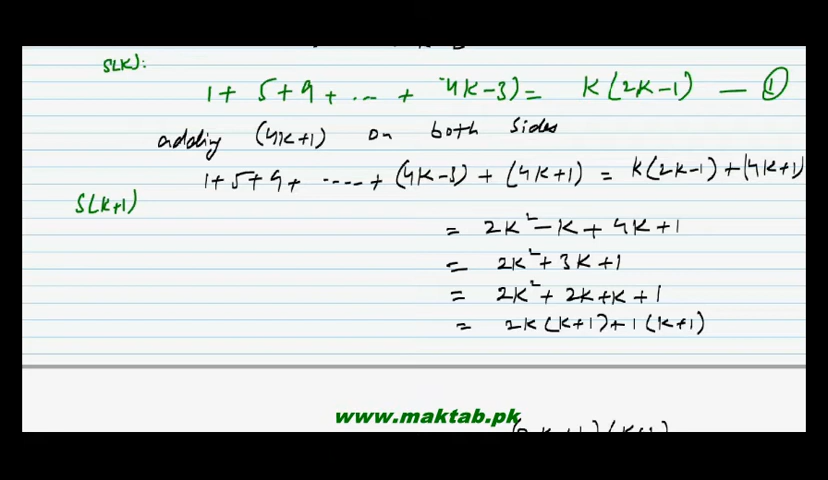 S(K):
1 + 5 + 9 + ... + 4K-3) = K(2K-1) — ①
adding (4K+1) on both sides
1 + 5 + 9 + ..... + (4K-3) + (4K+1) = K(2K-1) + (4K+1)
S(K+1)
= 2K² - K + 4K + 1
= 2K² + 3K + 1
= 2K² + 2K + K + 1
= 2K(K+1) + 1(K+1)
www.maktab.pk